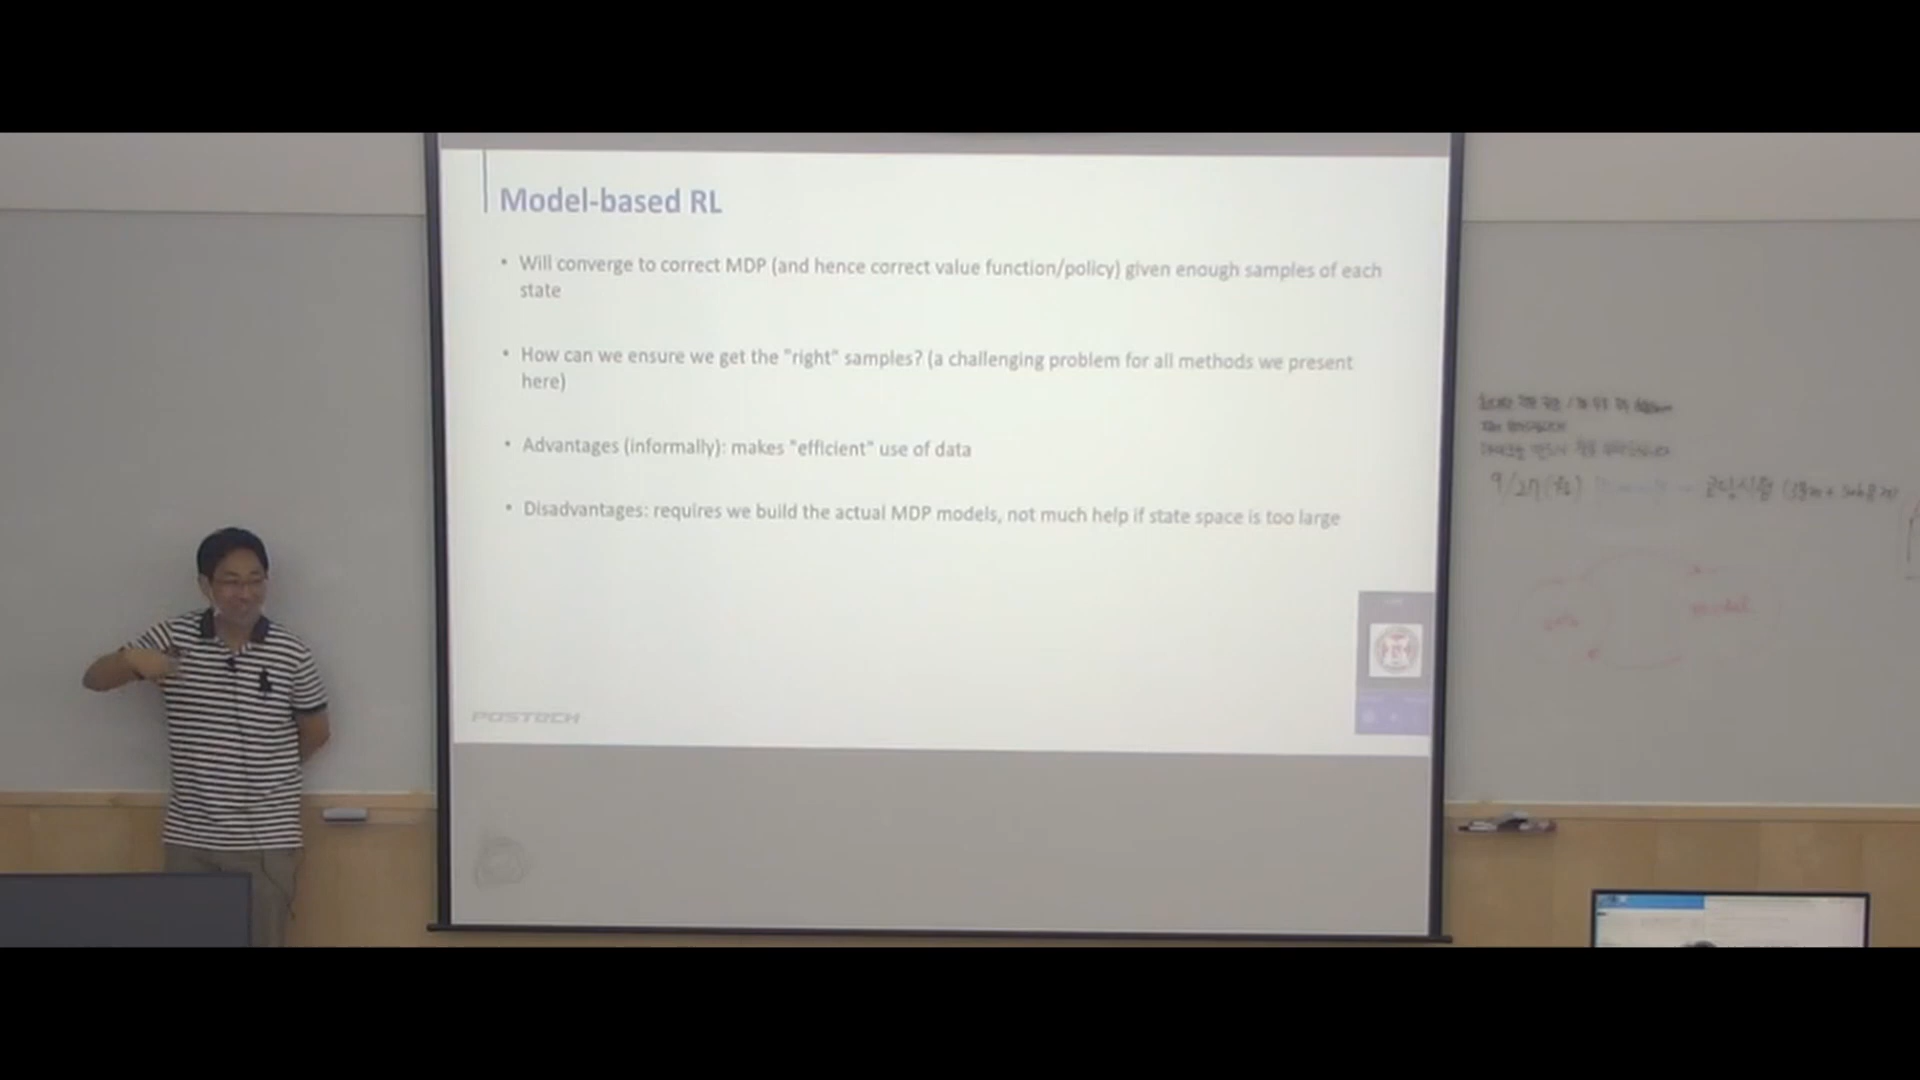 Model-based RL
• Will converge to correct MDP (and hence correct value function/policy) given enough samples of each
state
• How can we ensure we get the "right" samples? (a challenging problem for all methods we present
here)
• Advantages (informally): makes "efficient" use of data
• Disadvantages: requires we build the actual MDP models, not much help if state space is too large
POSTECH
model